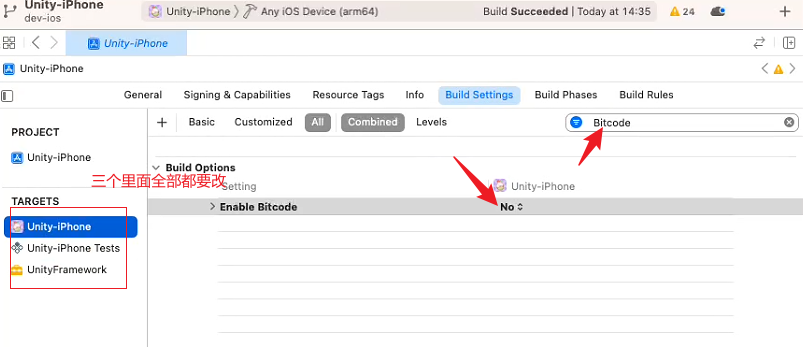 Unity-iPhone
dev-ios
Unity-iPhone 〉 Any iOS Device (arm64)
Build Succeeded | Today at 14:35
24
Unity-iPhone
Unity-iPhone
General Signing & Capabilities Resource Tags Info Build Settings Build Phases Build Rules
Basic Customized All Combined Levels Bitcode
PROJECT
Unity-iPhone
TARGETS
Unity-iPhone
Unity-iPhone Tests
UnityFramework
三个里面全部都要改
Build Options
Setting Unity-iPhone
Enable Bitcode No